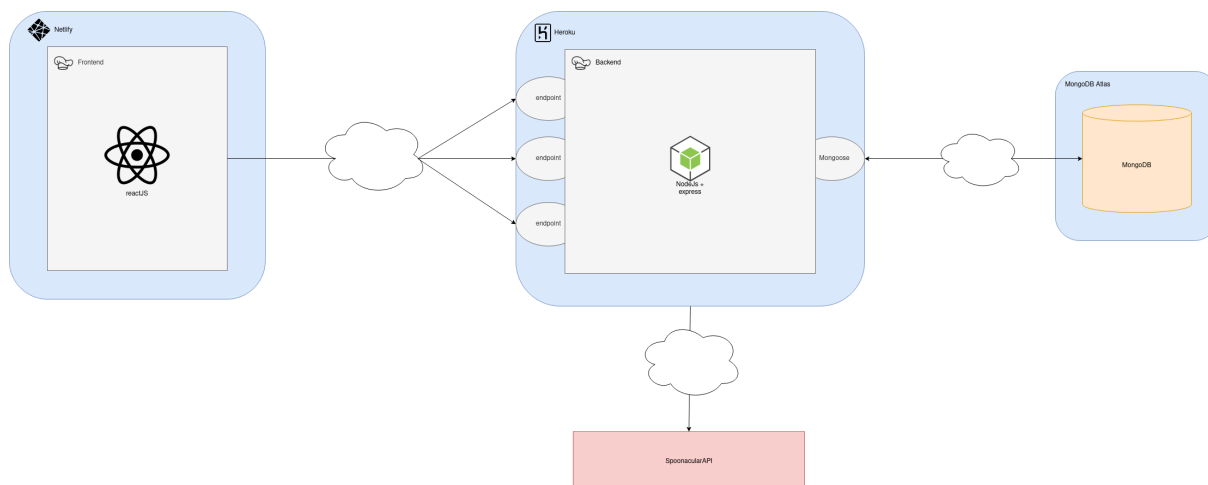 Netlify
Frontend
reactJS
Heroku
Backend
endpoint
endpoint
endpoint
NodeJs +
express
Mongoose
MongoDB Atlas
MongoDB
SpoonacularAPI